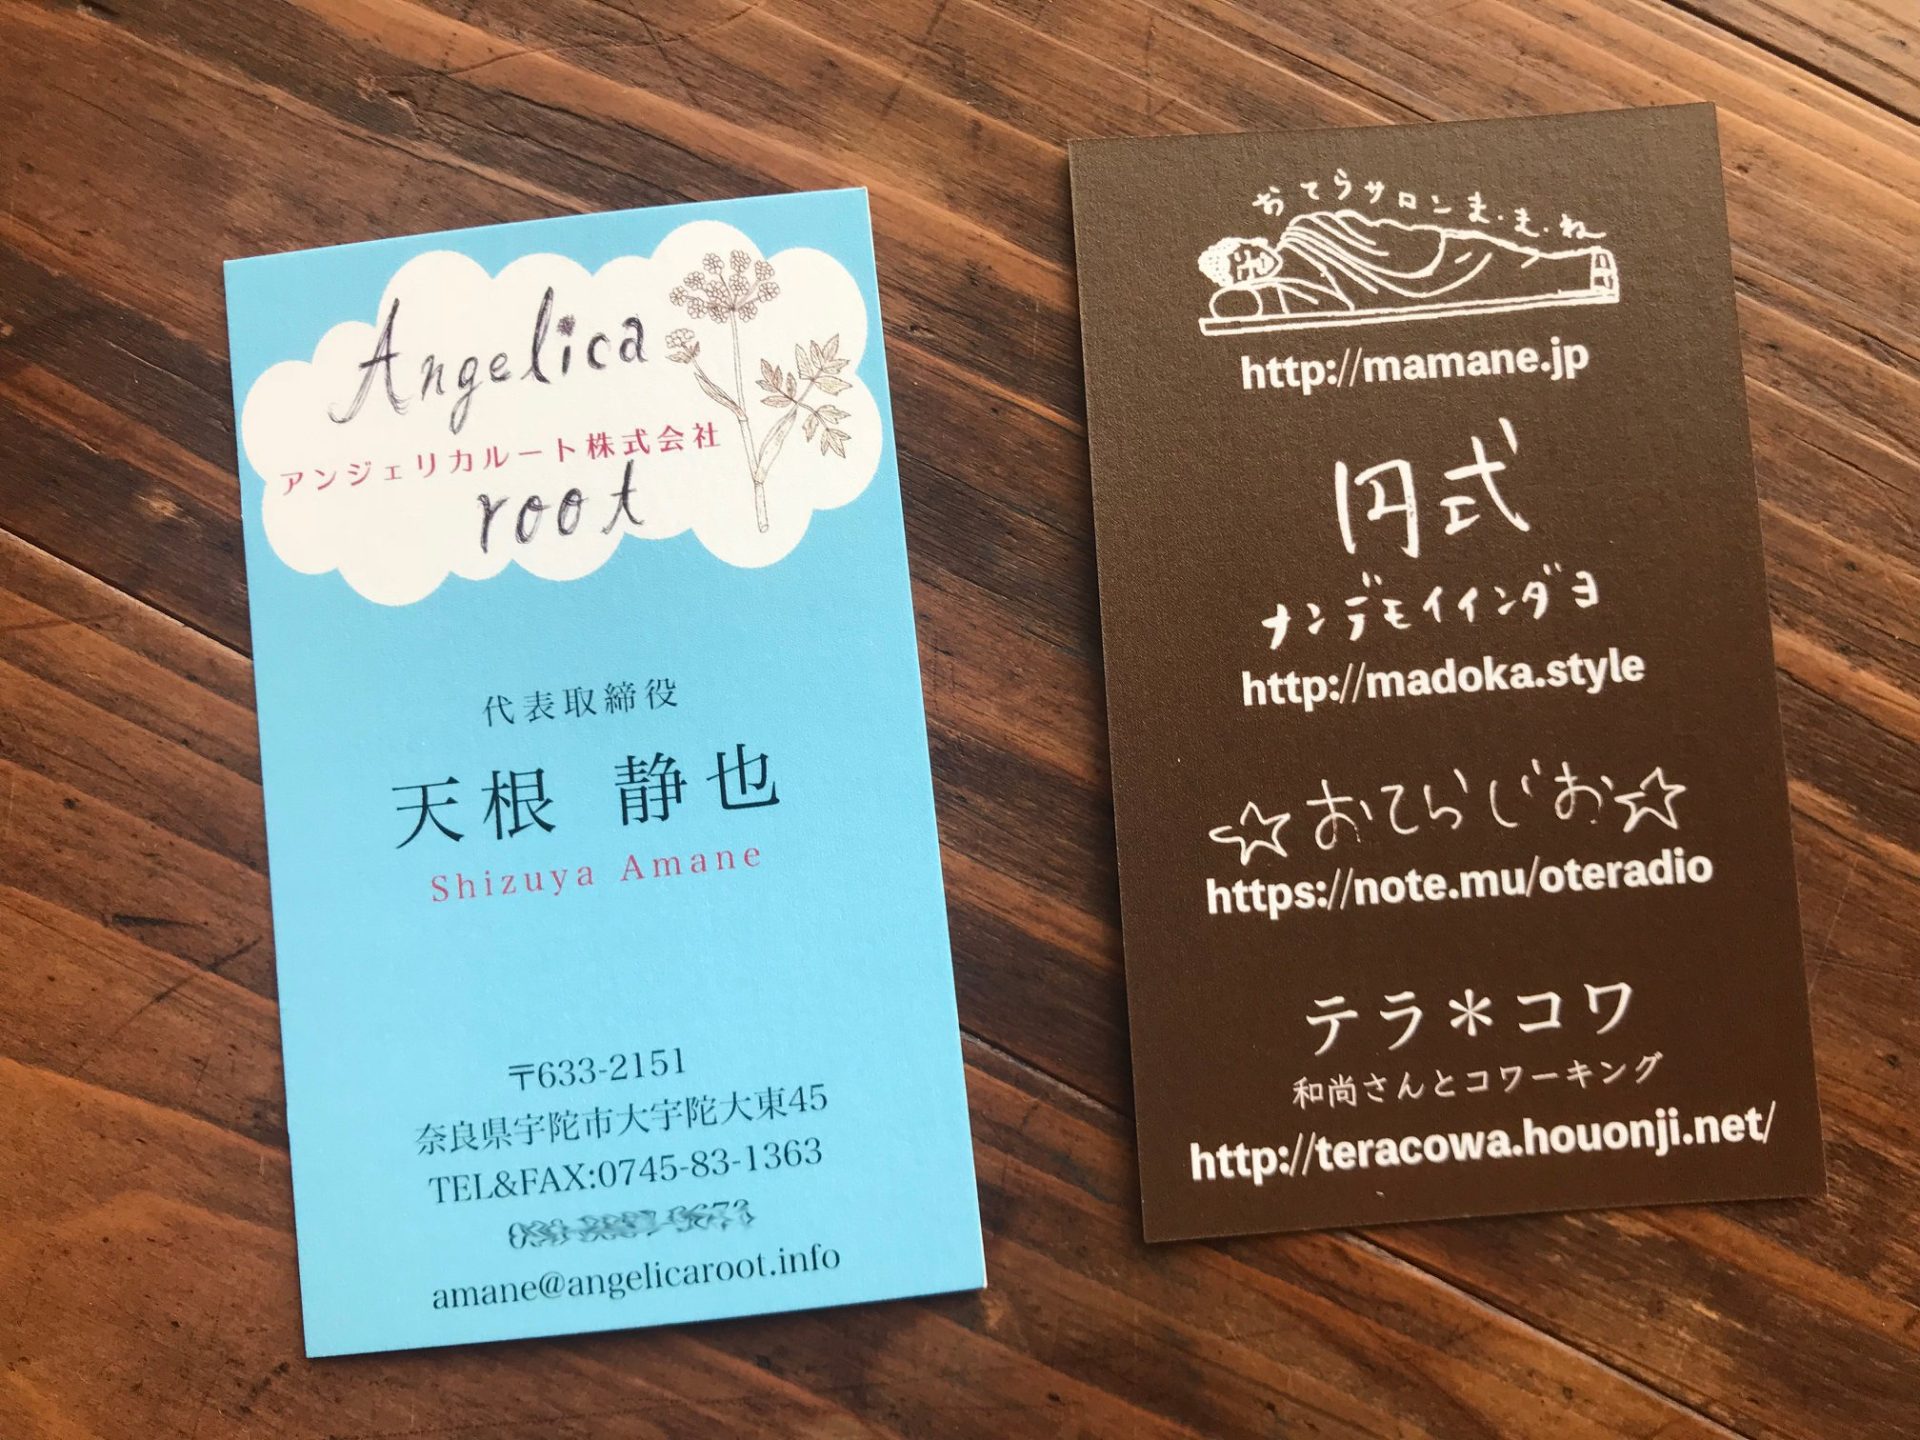 Angelica
アンジェリカルート株式会社
root
代表取締役
天根 静也
Shizuya Amane
〒633-2151
奈良県宇陀市大宇陀大東45
TEL&FAX:0745-83-1363
amane@angelicaroot.info
おてらサロンま.ま.ね
http://mamane.jp
円式
ナンデモイインダヨ
http://madoka.style
☆おてらじお☆
https://note.mu/oteradio
テラ*コワ
和尚さんとコワーキング
http://teracowa.houonji.net/